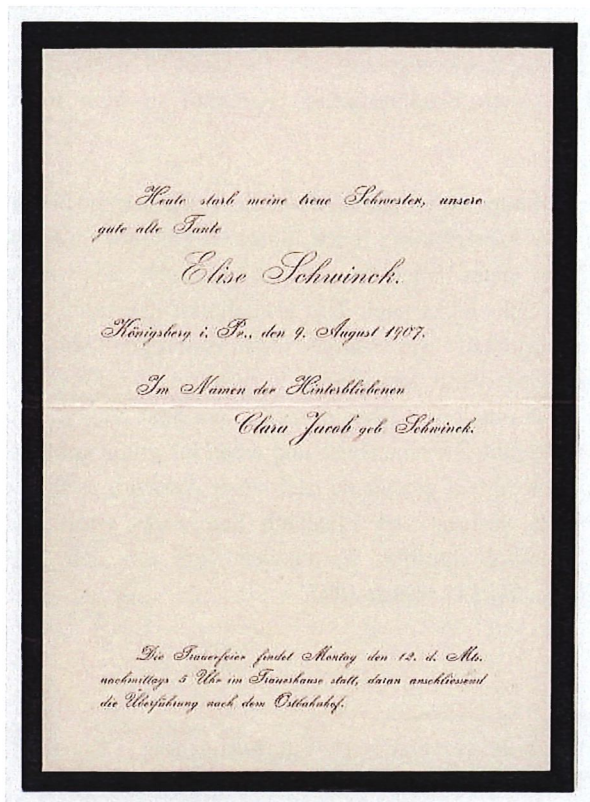 Heute starb meine treue Schwester, unsere
gute alte Tante
Elise Schwinck.
Königsberg i. Pr., den 9. August 1907.
Im Namen der Hinterbliebenen
Clara Jacob geb Schwinck.
Die Trauerfeier findet Montag den 12. d. Mts.
nachmittags 5 Uhr im Trauerhause statt, daran anschliessend
die Überführung nach dem Ostbahnhof.